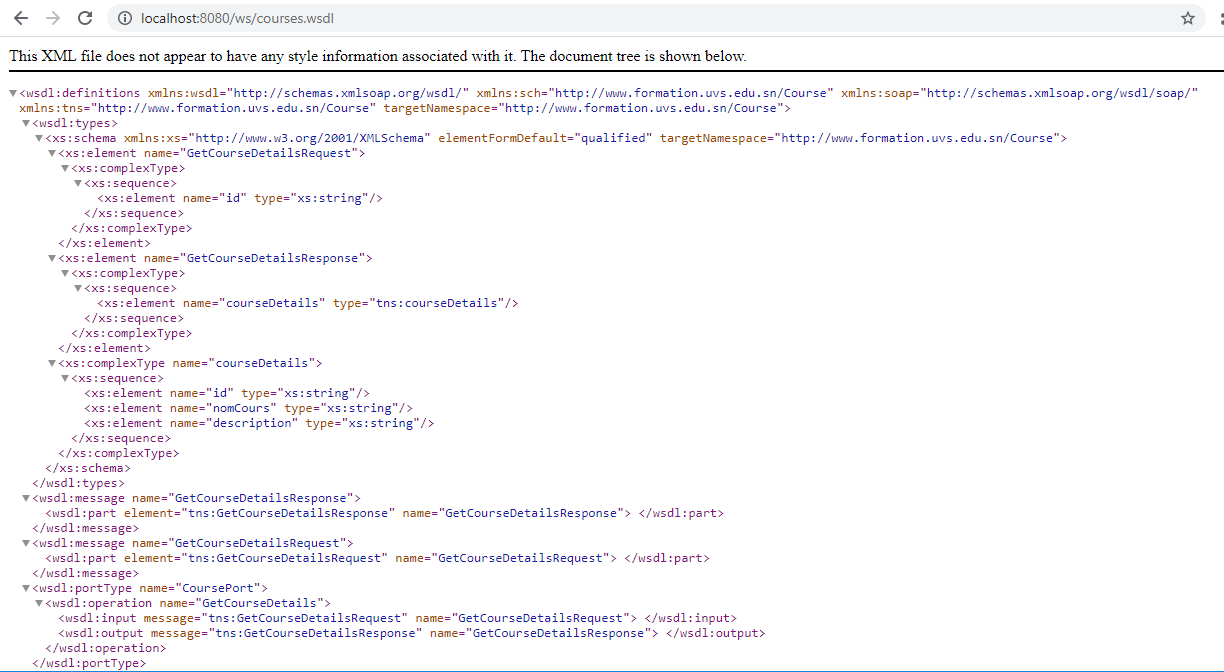 localhost:8080/ws/courses.wsdl
This XML file does not appear to have any style information associated with it. The document tree is shown below.
▼<wsdl:definitions xmlns:wsdl="http://schemas.xmlsoap.org/wsdl/" xmlns:sch="http://www.formation.uvs.edu.sn/Course" xmlns:soap="http://schemas.xmlsoap.org/wsdl/soap/"
xmlns:tns="http://www.formation.uvs.edu.sn/Course" targetNamespace="http://www.formation.uvs.edu.sn/Course">
▼<wsdl:types>
▼<xs:schema xmlns:xs="http://www.w3.org/2001/XMLSchema" elementFormDefault="qualified" targetNamespace="http://www.formation.uvs.edu.sn/Course">
▼<xs:element name="GetCourseDetailsRequest">
▼<xs:complexType>
▼<xs:sequence>
<xs:element name="id" type="xs:string"/>
</xs:sequence>
</xs:complexType>
</xs:element>
▼<xs:element name="GetCourseDetailsResponse">
▼<xs:complexType>
▼<xs:sequence>
<xs:element name="courseDetails" type="tns:courseDetails"/>
</xs:sequence>
</xs:complexType>
</xs:element>
▼<xs:complexType name="courseDetails">
▼<xs:sequence>
<xs:element name="id" type="xs:string"/>
<xs:element name="nomCours" type="xs:string"/>
<xs:element name="description" type="xs:string"/>
</xs:sequence>
</xs:complexType>
</xs:schema>
</wsdl:types>
▼<wsdl:message name="GetCourseDetailsResponse">
<wsdl:part element="tns:GetCourseDetailsResponse" name="GetCourseDetailsResponse"> </wsdl:part>
</wsdl:message>
▼<wsdl:message name="GetCourseDetailsRequest">
<wsdl:part element="tns:GetCourseDetailsRequest" name="GetCourseDetailsRequest"> </wsdl:part>
</wsdl:message>
▼<wsdl:portType name="CoursePort">
▼<wsdl:operation name="GetCourseDetails">
<wsdl:input message="tns:GetCourseDetailsRequest" name="GetCourseDetailsRequest"> </wsdl:input>
<wsdl:output message="tns:GetCourseDetailsResponse" name="GetCourseDetailsResponse"> </wsdl:output>
</wsdl:operation>
</wsdl:portType>